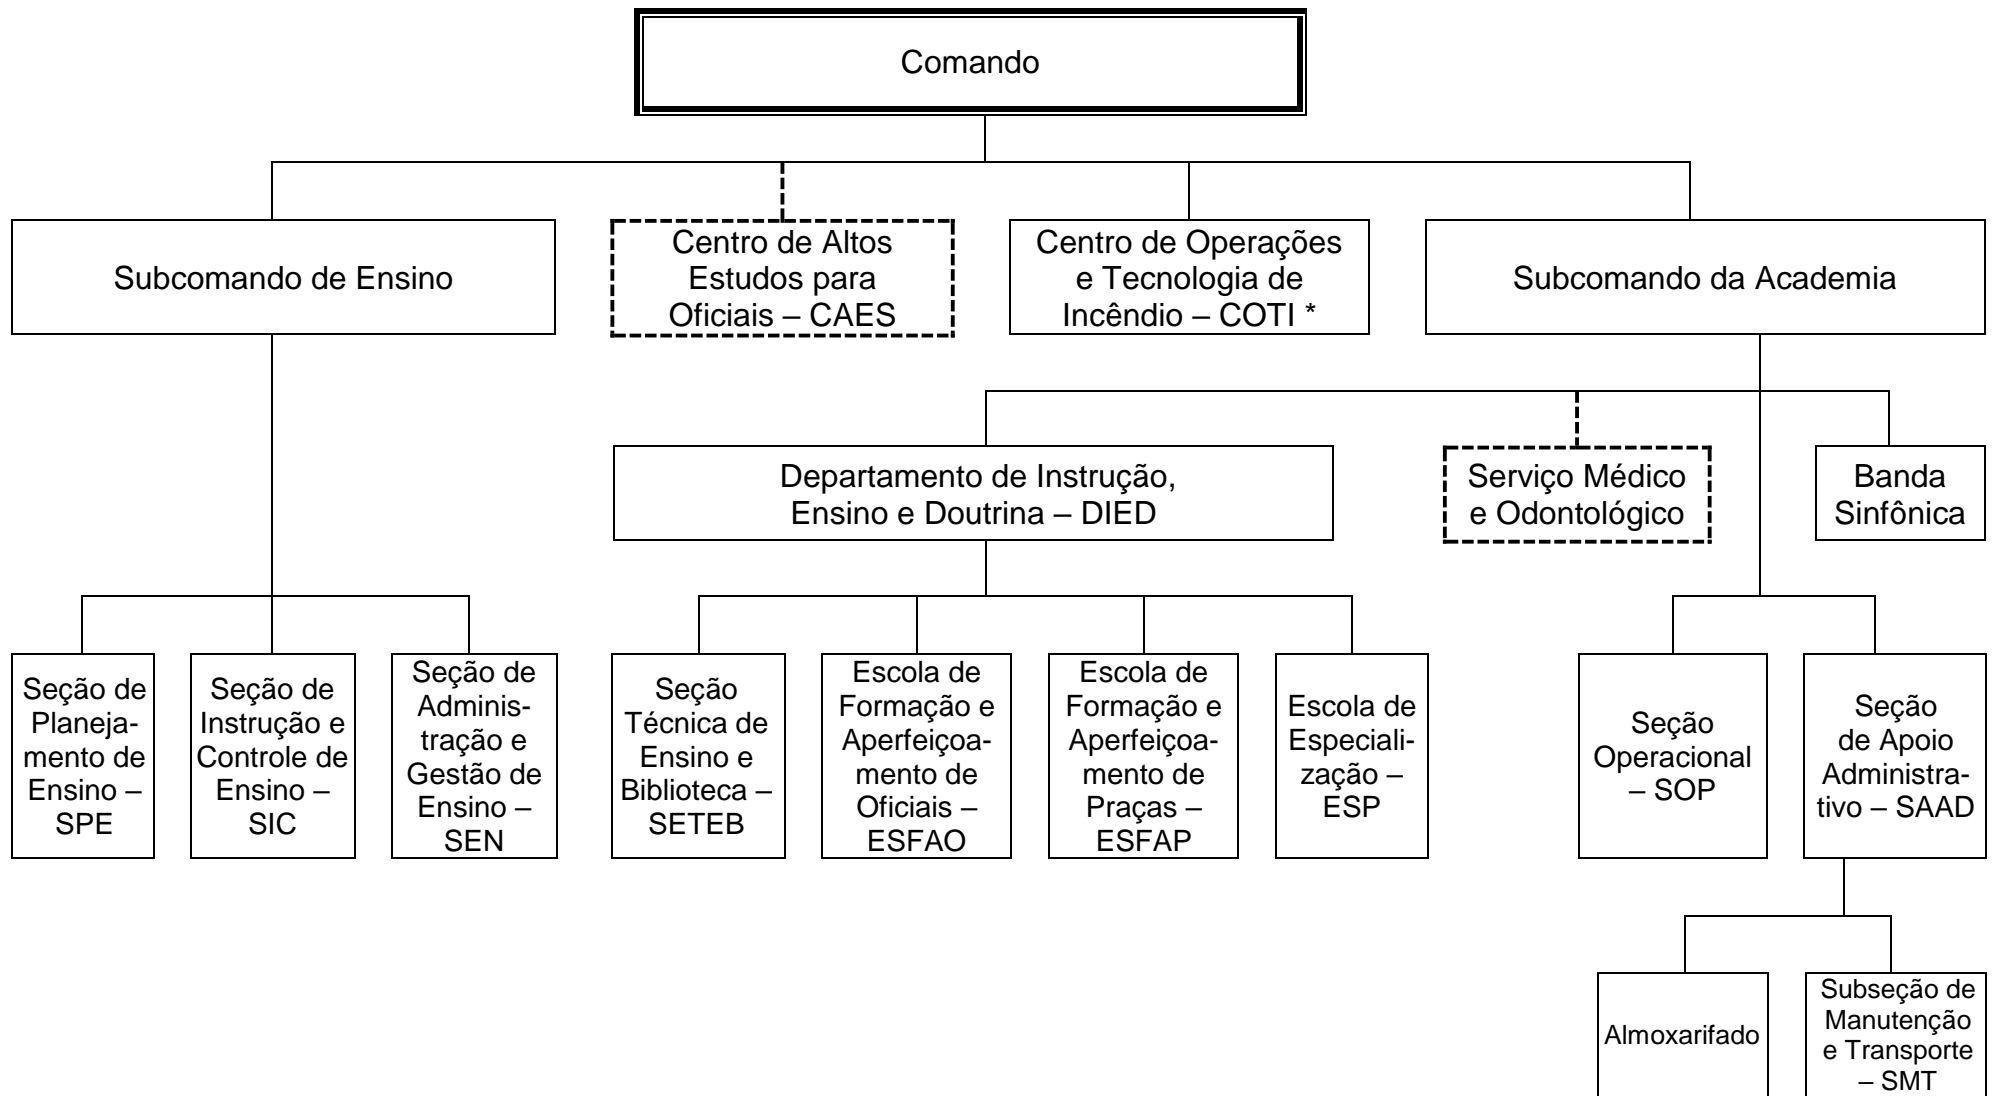 Comando
Subcomando de Ensino
Centro de Altos
Estudos para
Oficiais – CAES
Centro de Operações
e Tecnologia de
Incêndio – COTI *
Subcomando da Academia
Departamento de Instrução,
Ensino e Doutrina – DIED
Serviço Médico
e Odontológico
Banda
Sinfônica
Seção de
Planeja-
mento de
Ensino –
SPE
Seção de
Instrução e
Controle de
Ensino –
SIC
Seção de
Adminis-
tração e
Gestão de
Ensino –
SEN
Seção
Técnica de
Ensino e
Biblioteca –
SETEB
Escola de
Formação e
Aperfeiçoa-
mento de
Oficiais –
ESFAO
Escola de
Formação e
Aperfeiçoa-
mento de
Praças –
ESFAP
Escola de
Especiali-
zação –
ESP
Seção
Operacional
– SOP
Seção
de Apoio
Administra-
tivo – SAAD
Almoxarifado
Subseção de
Manutenção
e Transporte
– SMT